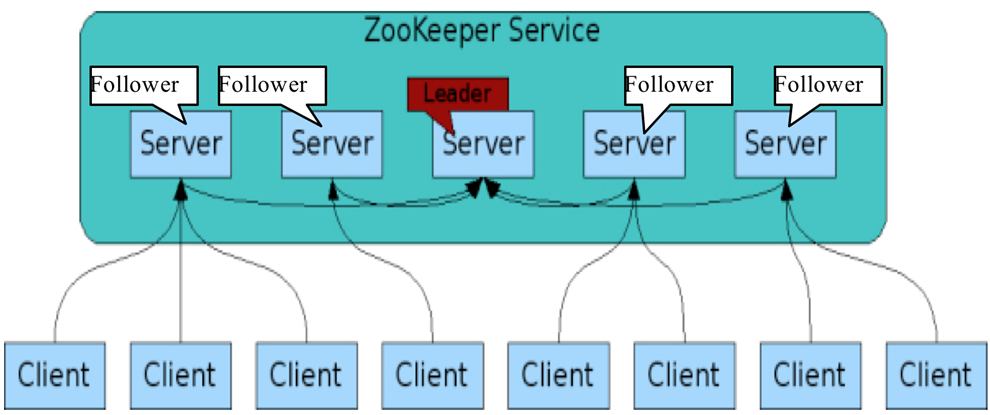 ZooKeeper Service
Follower
Follower
Leader
Follower
Follower
Server
Server
Server
Server
Server
Client
Client
Client
Client
Client
Client
Client
Client